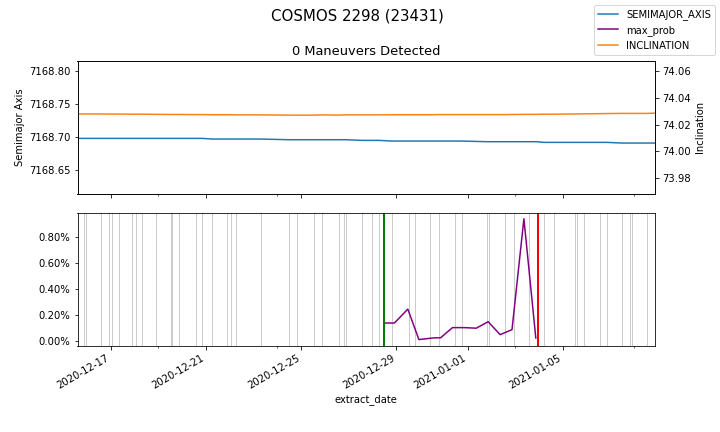 COSMOS 2298 (23431)
SEMIMAJOR_AXIS
max_prob
INCLINATION
0 Maneuvers Detected
7168.80
7168.75
7168.70
7168.65
Semimajor Axis
74.06
74.04
74.02
74.00
73.98
Inclination
0.80%
0.60%
0.40%
0.20%
0.00%
2020-12-17
2020-12-21
2020-12-25
2020-12-29
2021-01-01
2021-01-05
extract_date